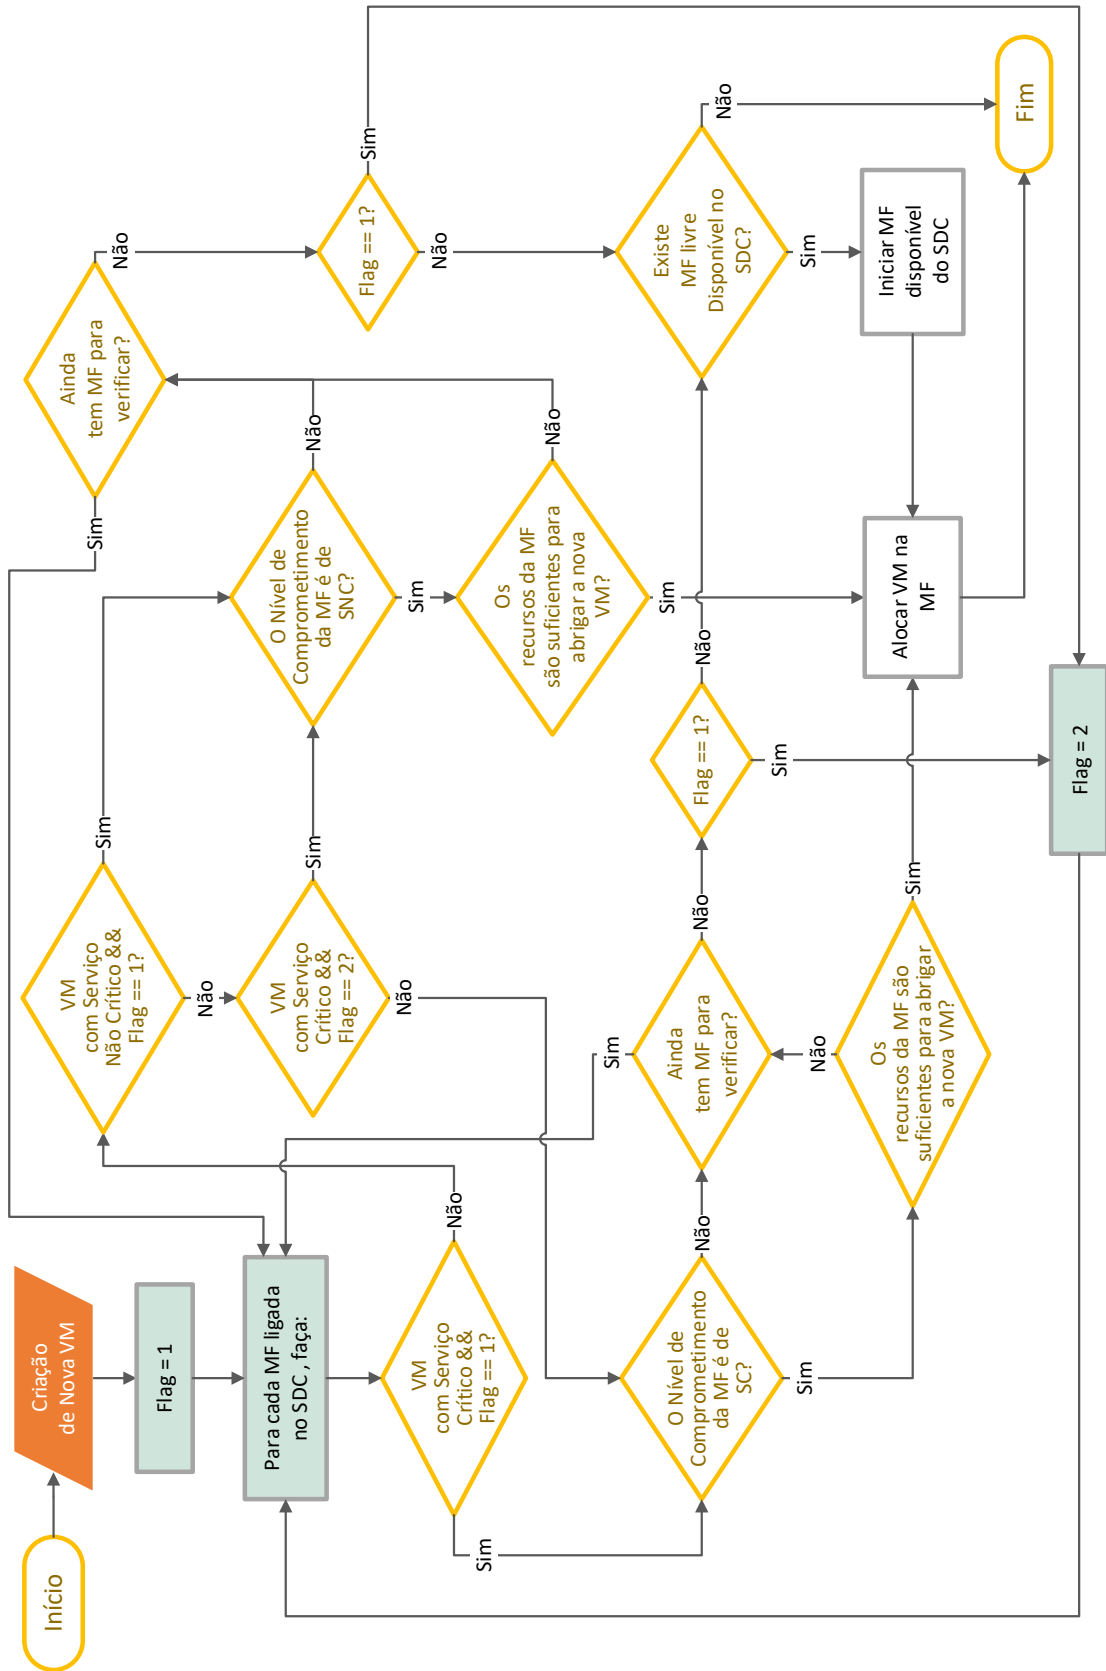 Início
Criação
de Nova VM
Flag = 1
Para cada MF ligada
no SDC , faça:
VM
com Serviço
Crítico &&
Flag == 1?
Sim
Não
VM
com Serviço
Não Crítico &&
Flag == 1?
Sim
Não
VM
com Serviço
Crítico &&
Flag == 2?
Sim
Não
O Nível de
Comprometimento
da MF é de
SNC?
Não
Sim
Os
recursos da MF
são suficientes para
abrigar a nova
VM?
Não
Sim
Ainda
tem MF para
verificar?
Sim
Não
Flag == 1?
Sim
Não
O Nível de
Comprometimento
da MF é de
SC?
Não
Sim
Os
recursos da MF são
suficientes para abrigar
a nova VM?
Não
Sim
Ainda
tem MF para
verificar?
Sim
Não
Flag == 1?
Não
Sim
Existe
MF livre
Disponível no
SDC?
Não
Sim
Iniciar MF
disponível
do SDC
Alocar VM na
MF
Flag = 2
Fim